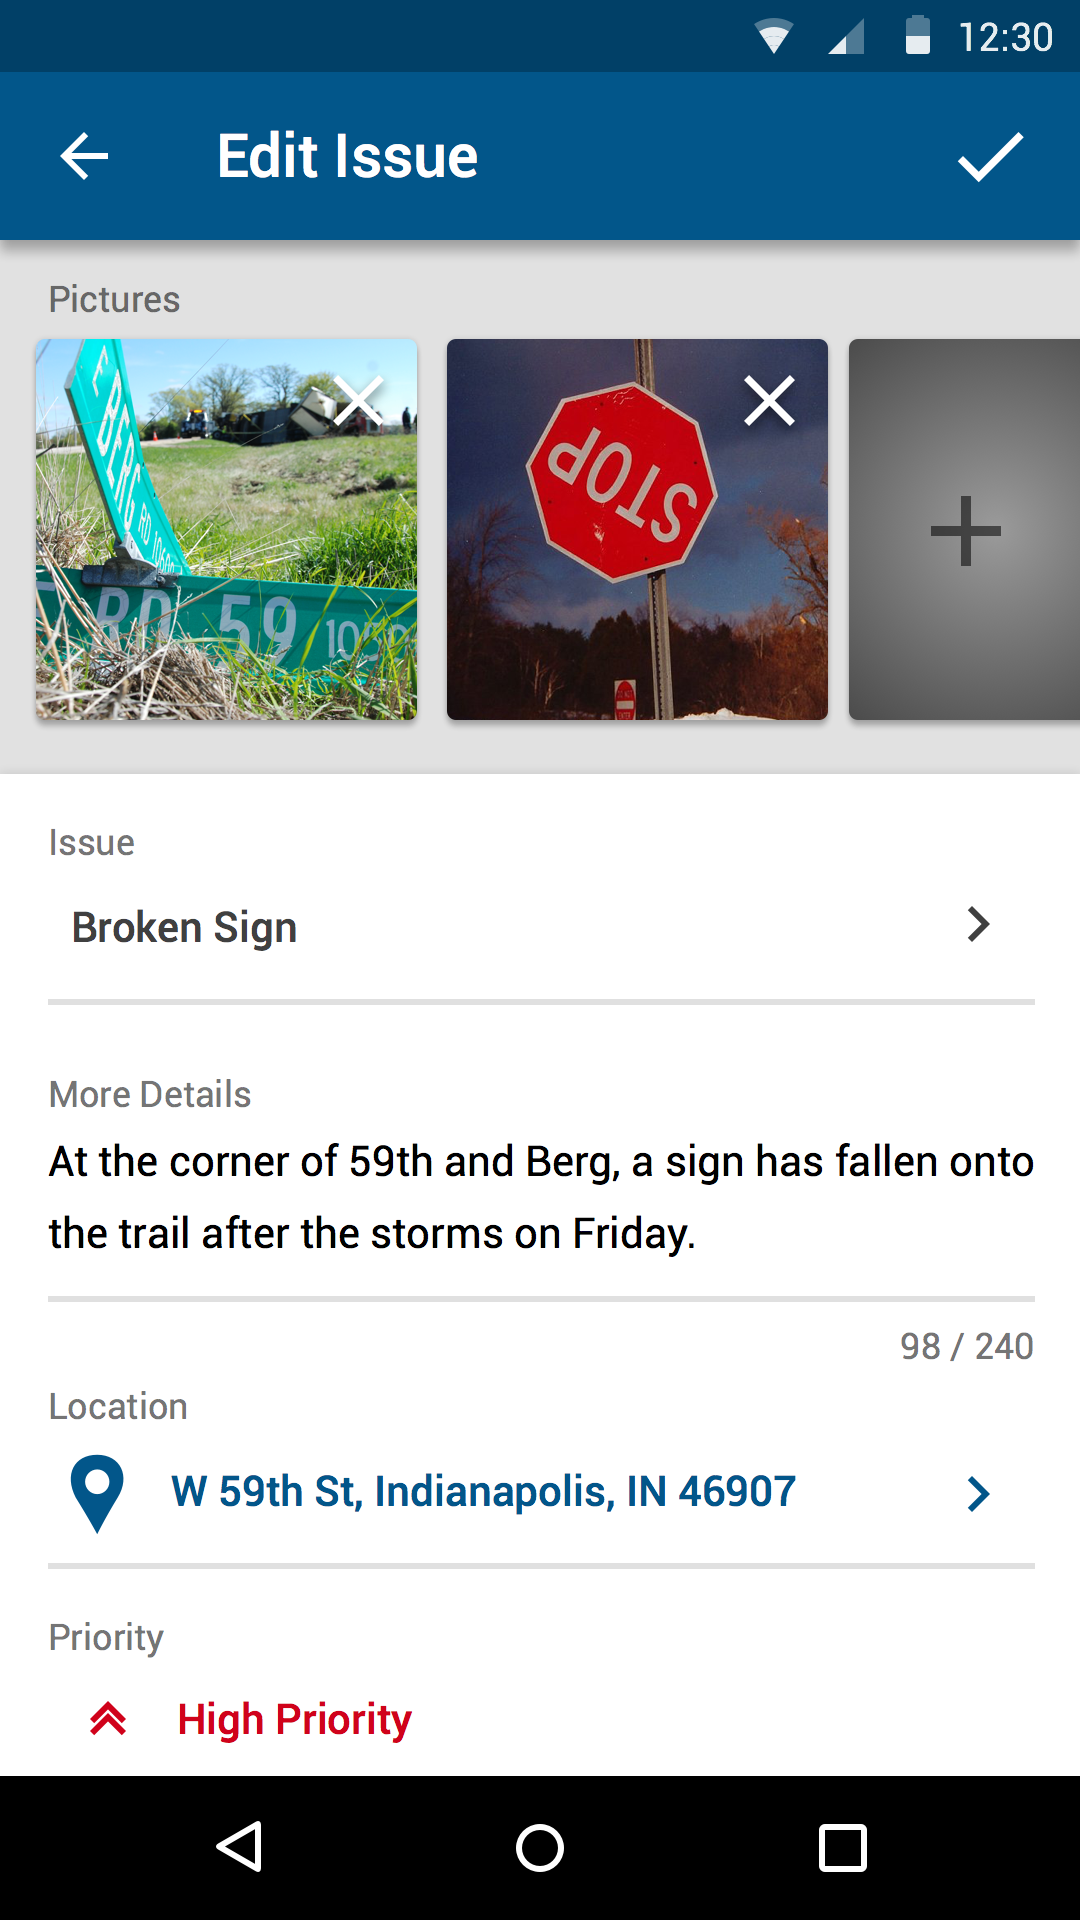 12:30
Edit Issue
Pictures
E BERG RD
RD 59
STOP
Issue
Broken Sign
More Details
At the corner of 59th and Berg, a sign has fallen onto
the trail after the storms on Friday.
98 / 240
Location
W 59th St, Indianapolis, IN 46907
Priority
High Priority